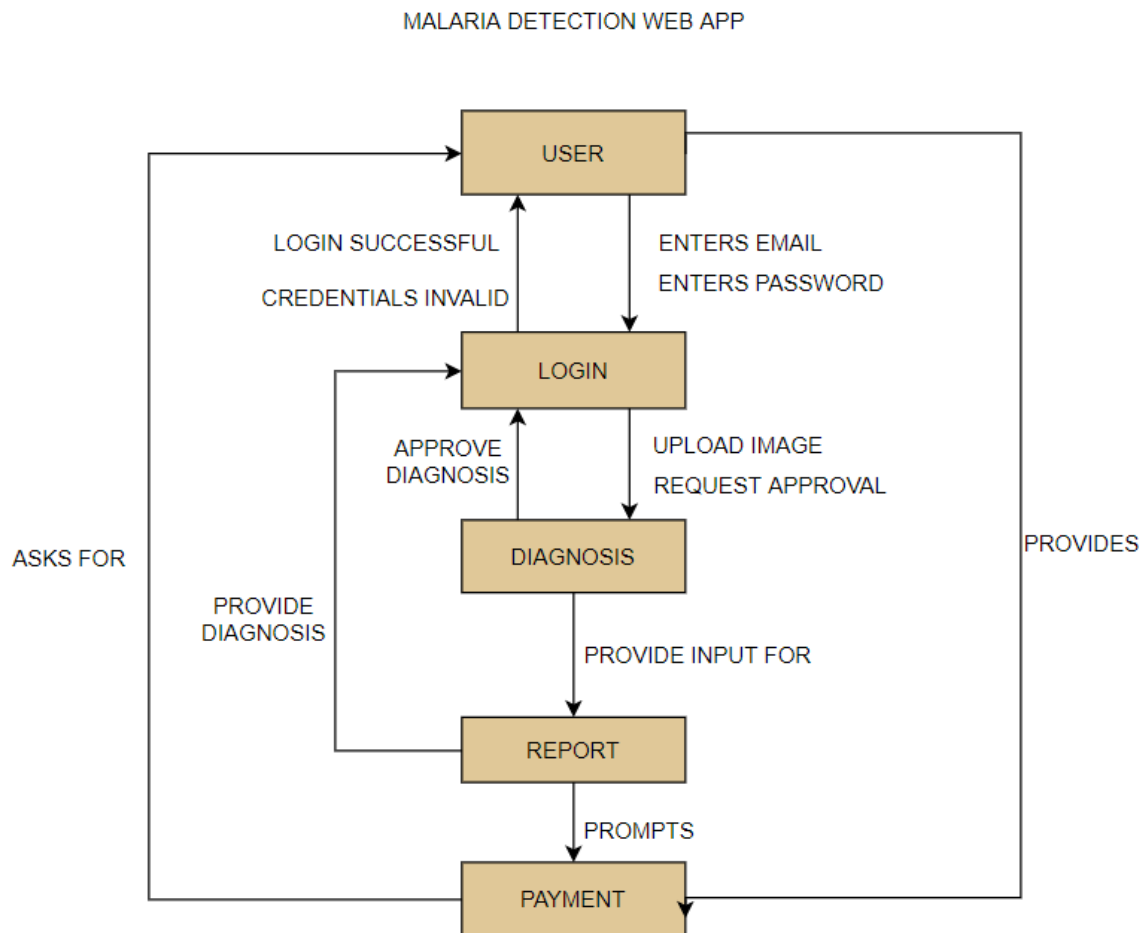 MALARIA DETECTION WEB APP
USER
LOGIN SUCCESSFUL
ENTERS EMAIL
CREDENTIALS INVALID
ENTERS PASSWORD
LOGIN
APPROVE
DIAGNOSIS
UPLOAD IMAGE
REQUEST APPROVAL
ASKS FOR
DIAGNOSIS
PROVIDES
PROVIDE
DIAGNOSIS
PROVIDE INPUT FOR
REPORT
PROMPTS
PAYMENT